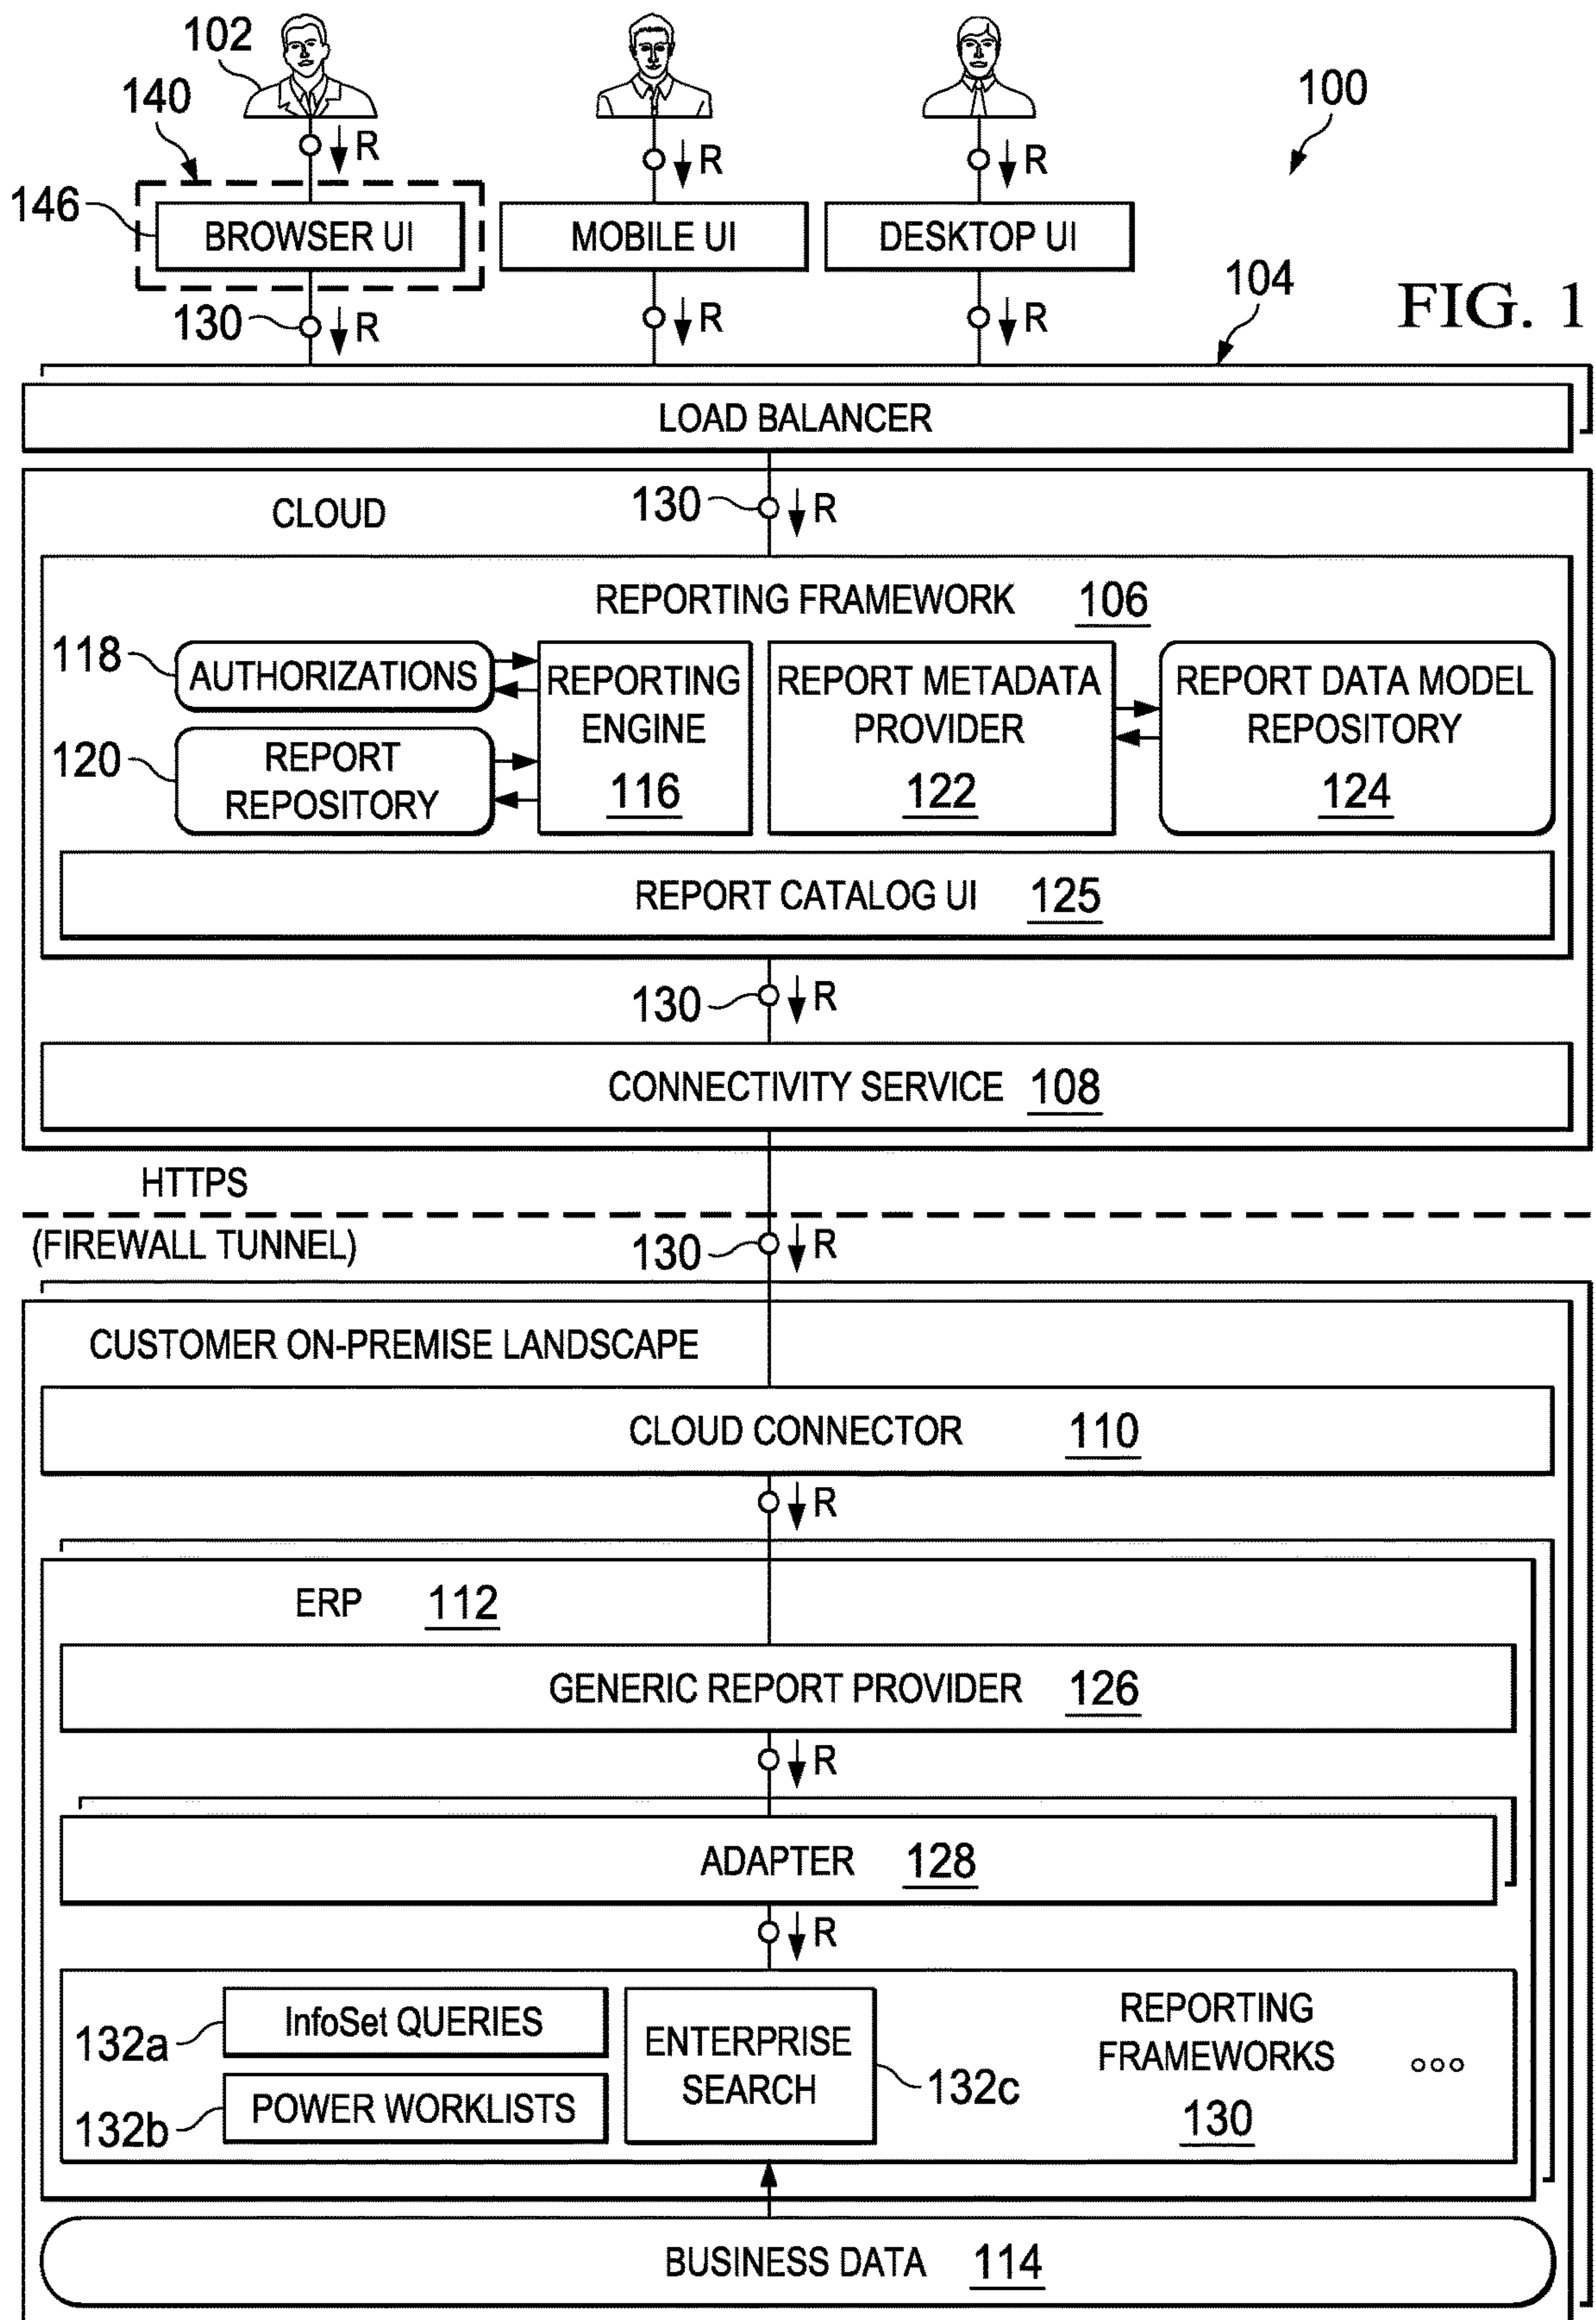 102
140
100
R
R
R
146
BROWSER UI
MOBILE UI
DESKTOP UI
104
FIG. 1
130
R
R
R
LOAD BALANCER
CLOUD
130
R
REPORTING FRAMEWORK 106
118
AUTHORIZATIONS
REPORTING
ENGINE
116
REPORT METADATA
PROVIDER
122
REPORT DATA MODEL
REPOSITORY
124
120
REPORT
REPOSITORY
REPORT CATALOG UI 125
130
R
CONNECTIVITY SERVICE 108
HTTPS
(FIREWALL TUNNEL)
130
R
CUSTOMER ON-PREMISE LANDSCAPE
CLOUD CONNECTOR 110
R
ERP 112
GENERIC REPORT PROVIDER 126
R
ADAPTER 128
R
132a
InfoSet QUERIES
132b
POWER WORKLISTS
ENTERPRISE
SEARCH
132c
REPORTING
FRAMEWORKS
130
BUSINESS DATA 114